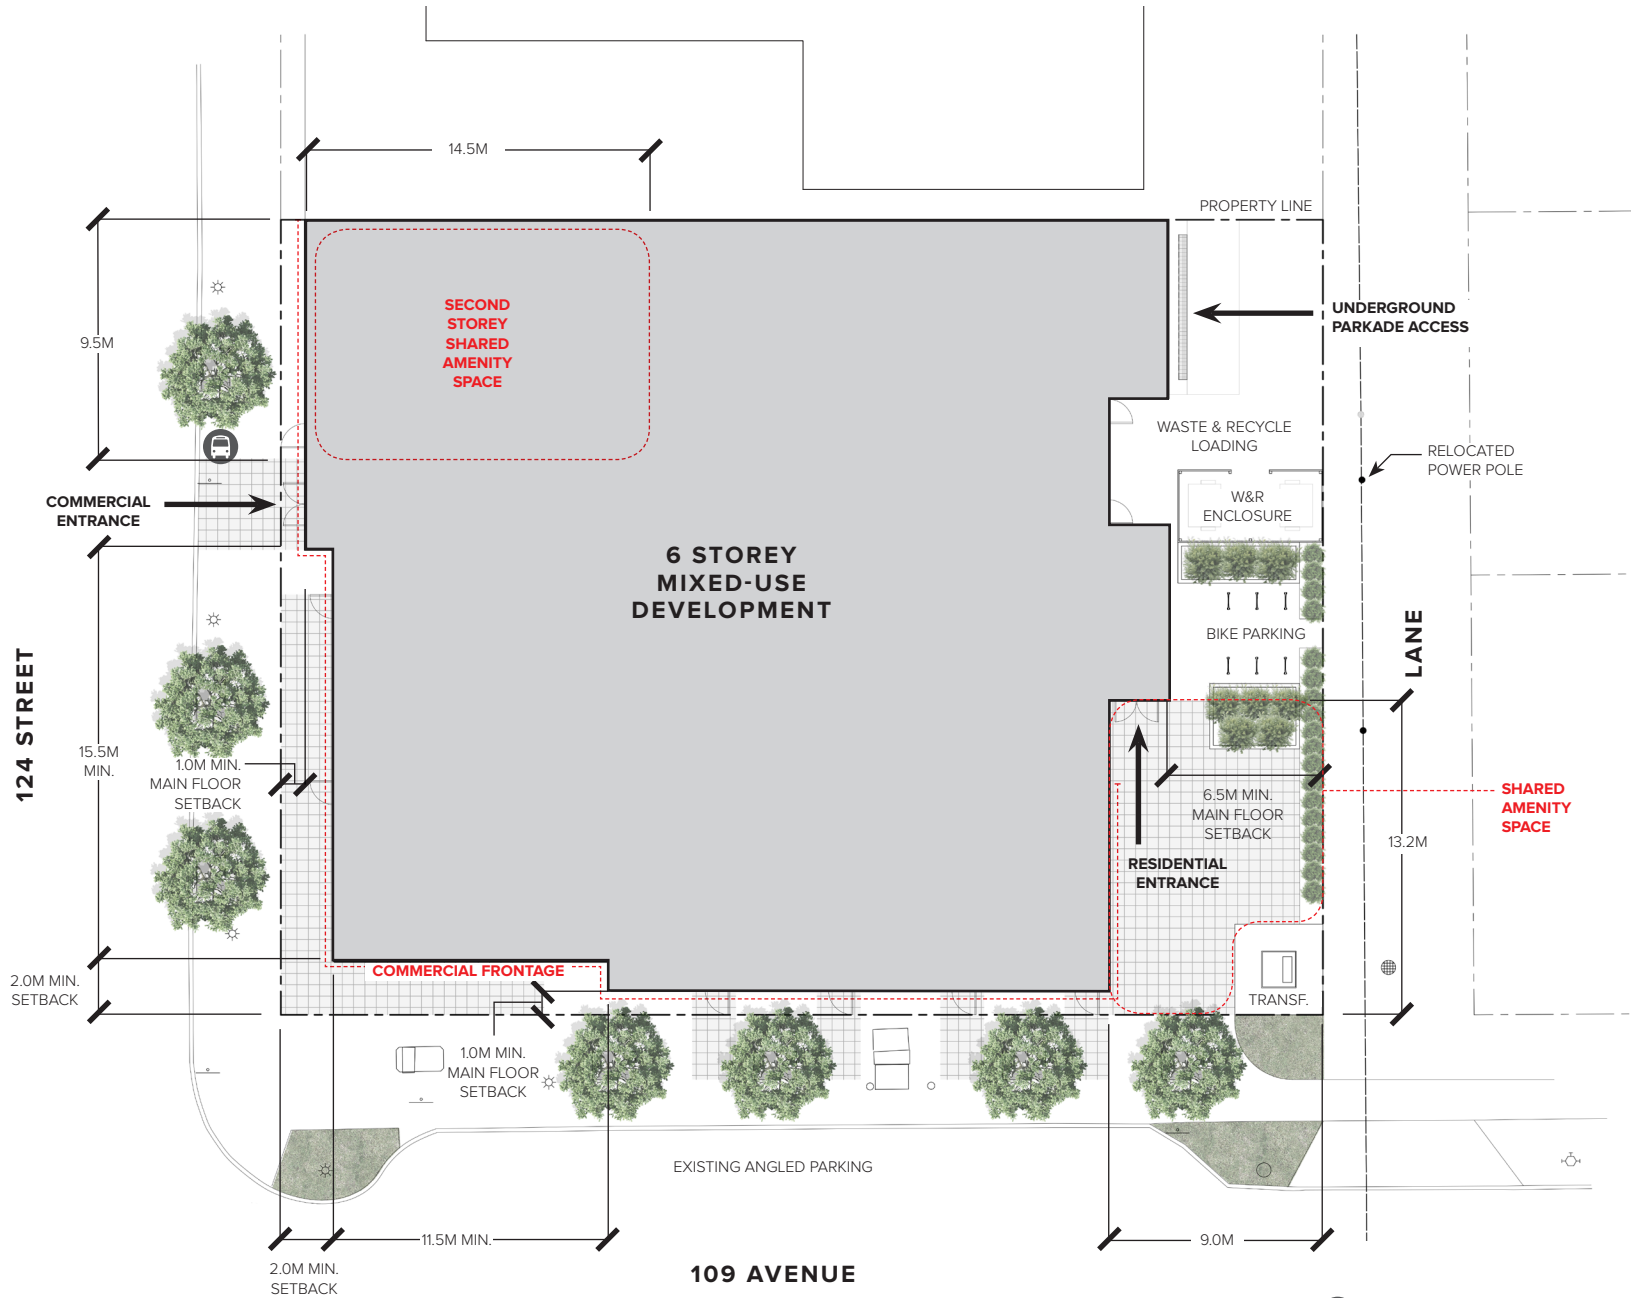 14.5M
PROPERTY LINE
9.5M
SECOND
STOREY
SHARED
AMENITY
SPACE
UNDERGROUND
PARKADE ACCESS
WASTE & RECYCLE
LOADING
RELOCATED
POWER POLE
W&R
ENCLOSURE
COMMERCIAL
ENTRANCE
6 STOREY
MIXED-USE
DEVELOPMENT
BIKE PARKING
LANE
124 STREET
15.5M
MIN.
1.0M MIN.
MAIN FLOOR
SETBACK
6.5M MIN.
MAIN FLOOR
SETBACK
SHARED
AMENITY
SPACE
13.2M
RESIDENTIAL
ENTRANCE
2.0M MIN.
SETBACK
COMMERCIAL FRONTAGE
TRANSF.
1.0M MIN.
MAIN FLOOR
SETBACK
EXISTING ANGLED PARKING
11.5M MIN.
9.0M
2.0M MIN.
SETBACK
109 AVENUE